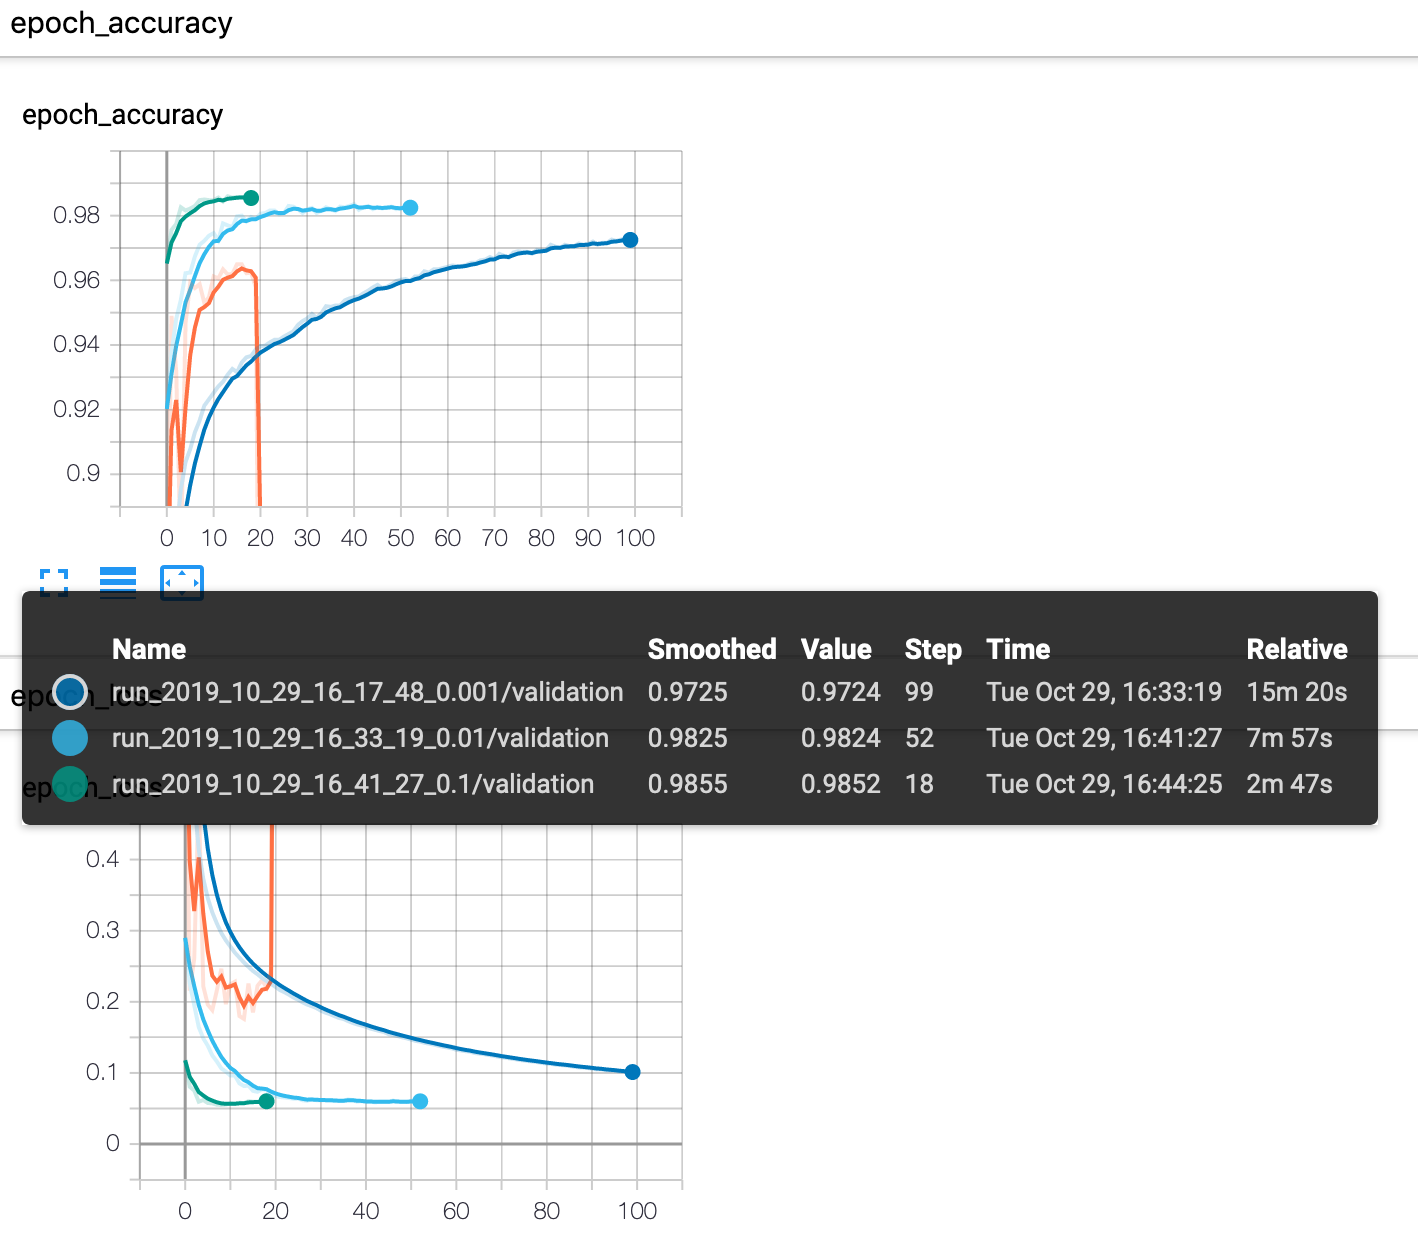 epoch_accuracy
epoch_accuracy
0.98
0.96
0.94
0.92
0.9
0 10 20 30 40 50 60 70 80 90 100
Name Smoothed Value Step Time Relative
epoch_loss
run_2019_10_29_16_17_48_0.001/validation 0.9725 0.9724 99 Tue Oct 29, 16:33:19 15m 20s
run_2019_10_29_16_33_19_0.01/validation 0.9825 0.9824 52 Tue Oct 29, 16:41:27 7m 57s
epoch_loss
run_2019_10_29_16_41_27_0.1/validation 0.9855 0.9852 18 Tue Oct 29, 16:44:25 2m 47s
0.4
0.3
0.2
0.1
0
0 20 40 60 80 100